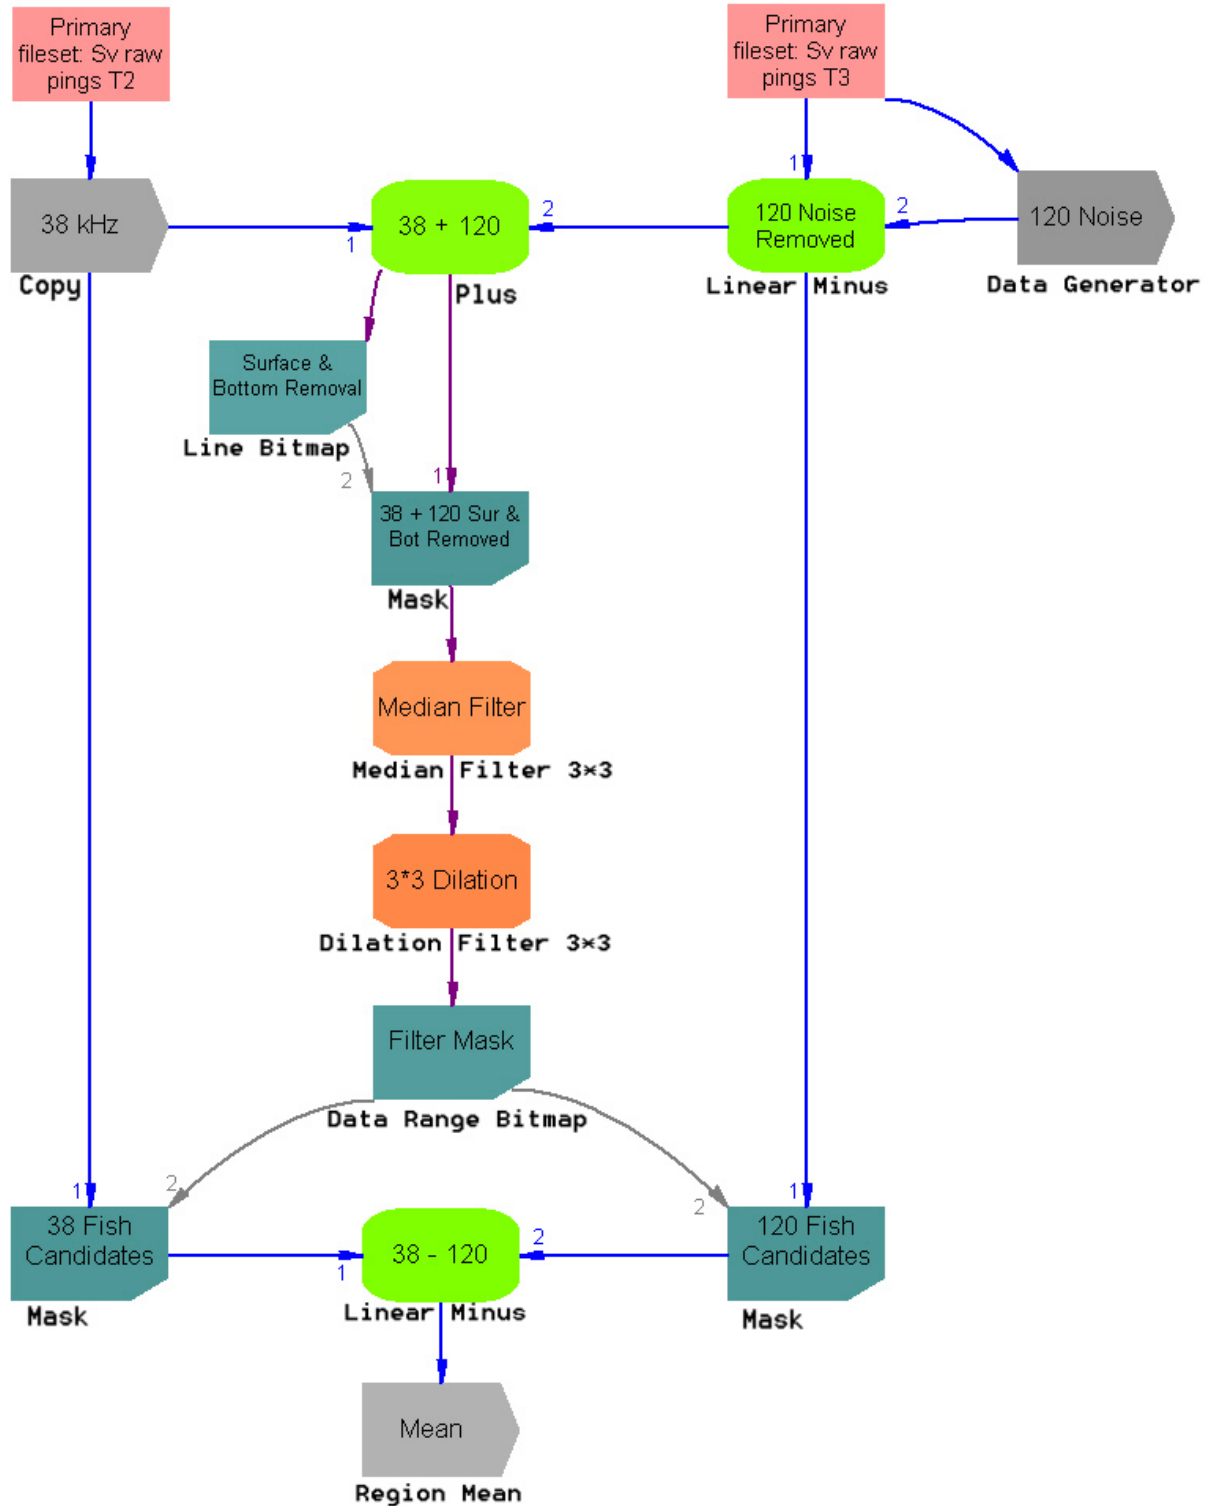 Primary
fileset: Sv raw
pings T2
Primary
fileset: Sv raw
pings T3
1
38 kHz
Copy
1
38 + 120
Plus
2
120 Noise
Removed
Linear Minus
2
120 Noise
Data Generator
Surface &
Bottom Removal
Line Bitmap
2
1
38 + 120 Sur &
Bot Removed
Mask
Median Filter
Median Filter 3×3
3*3 Dilation
Dilation Filter 3×3
Filter Mask
Data Range Bitmap
1
2
38 Fish
Candidates
Mask
1
38 - 120
Linear Minus
2
2
1
120 Fish
Candidates
Mask
Mean
Region Mean